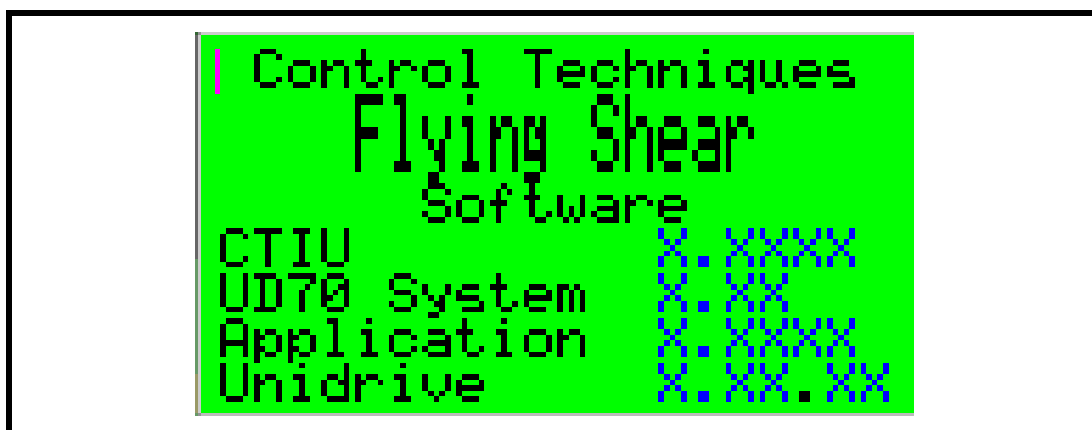 Control Techniques
Flying Shear
Software
CTIU X.XXXX
UD70 System X.XX
Application X.XXXX
Unidrive X.XX.XX